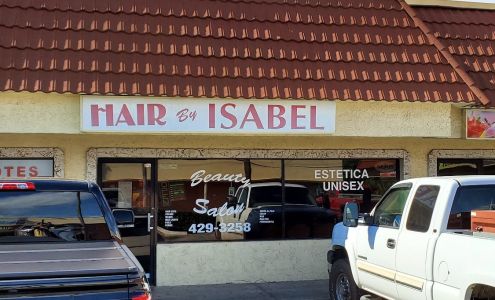 HAIR By ISABEL
OTES
Beauty
Salon
429-3258
ESTETICA
UNISEX